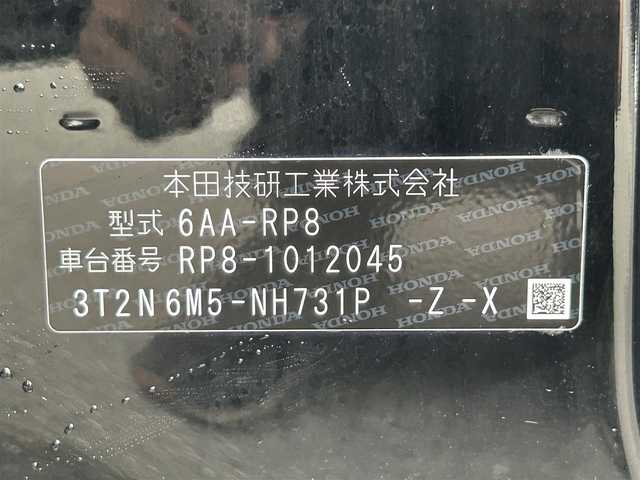 本田技研工業株式会社
型式 6AA-RP8
車台番号 RP8-1012045
3T2N6M5-NH731P -Z-X